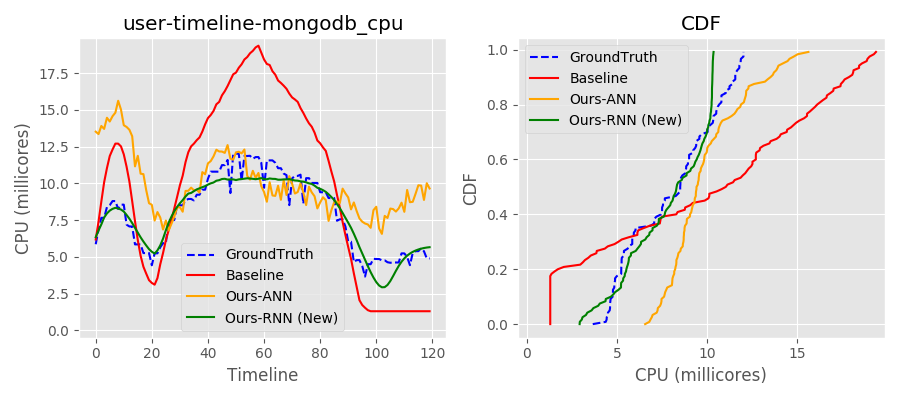 user-timeline-mongodb_cpu
CPU (millicores)
17.5
15.0
12.5
10.0
7.5
5.0
2.5
0.0
GroundTruth
Baseline
Ours-ANN
Ours-RNN (New)
0 20 40 60 80 100 120
Timeline
CDF
CDF
1.0
0.8
0.6
0.4
0.2
0.0
GroundTruth
Baseline
Ours-ANN
Ours-RNN (New)
0 5 10 15
CPU (millicores)